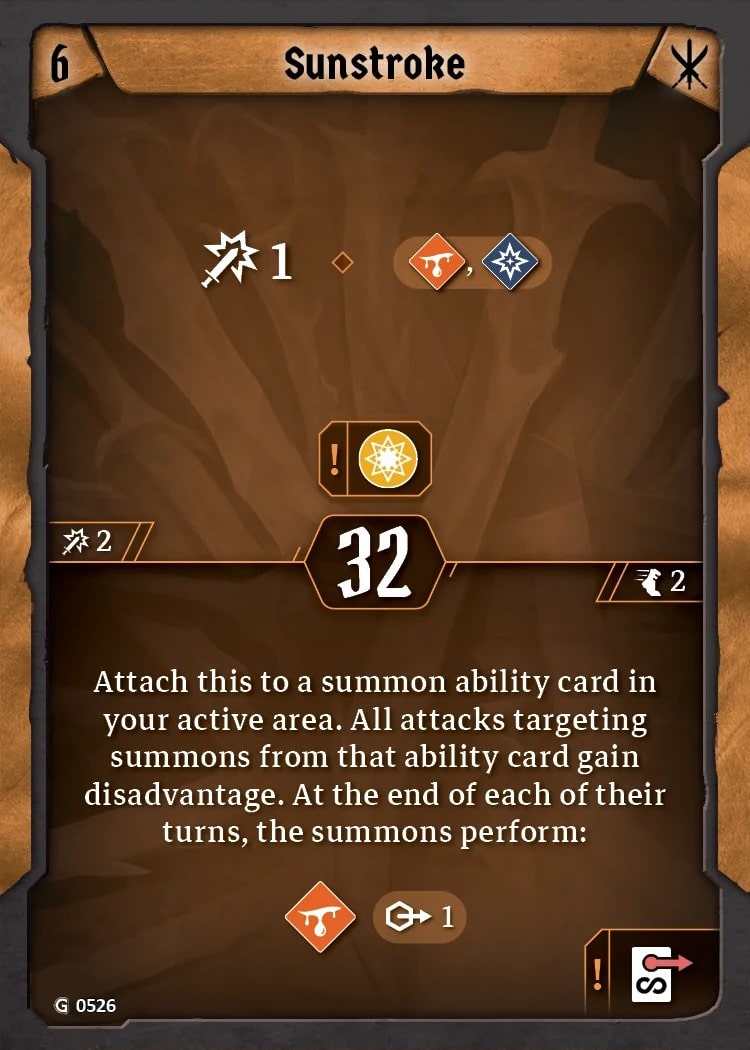 6 Sunstroke
1 ,
!
2 32
2
Attach this to a summon ability card in
your active area. All attacks targeting
summons from that ability card gain
disadvantage. At the end of each of their
turns, the summons perform:
1
!
G 0526